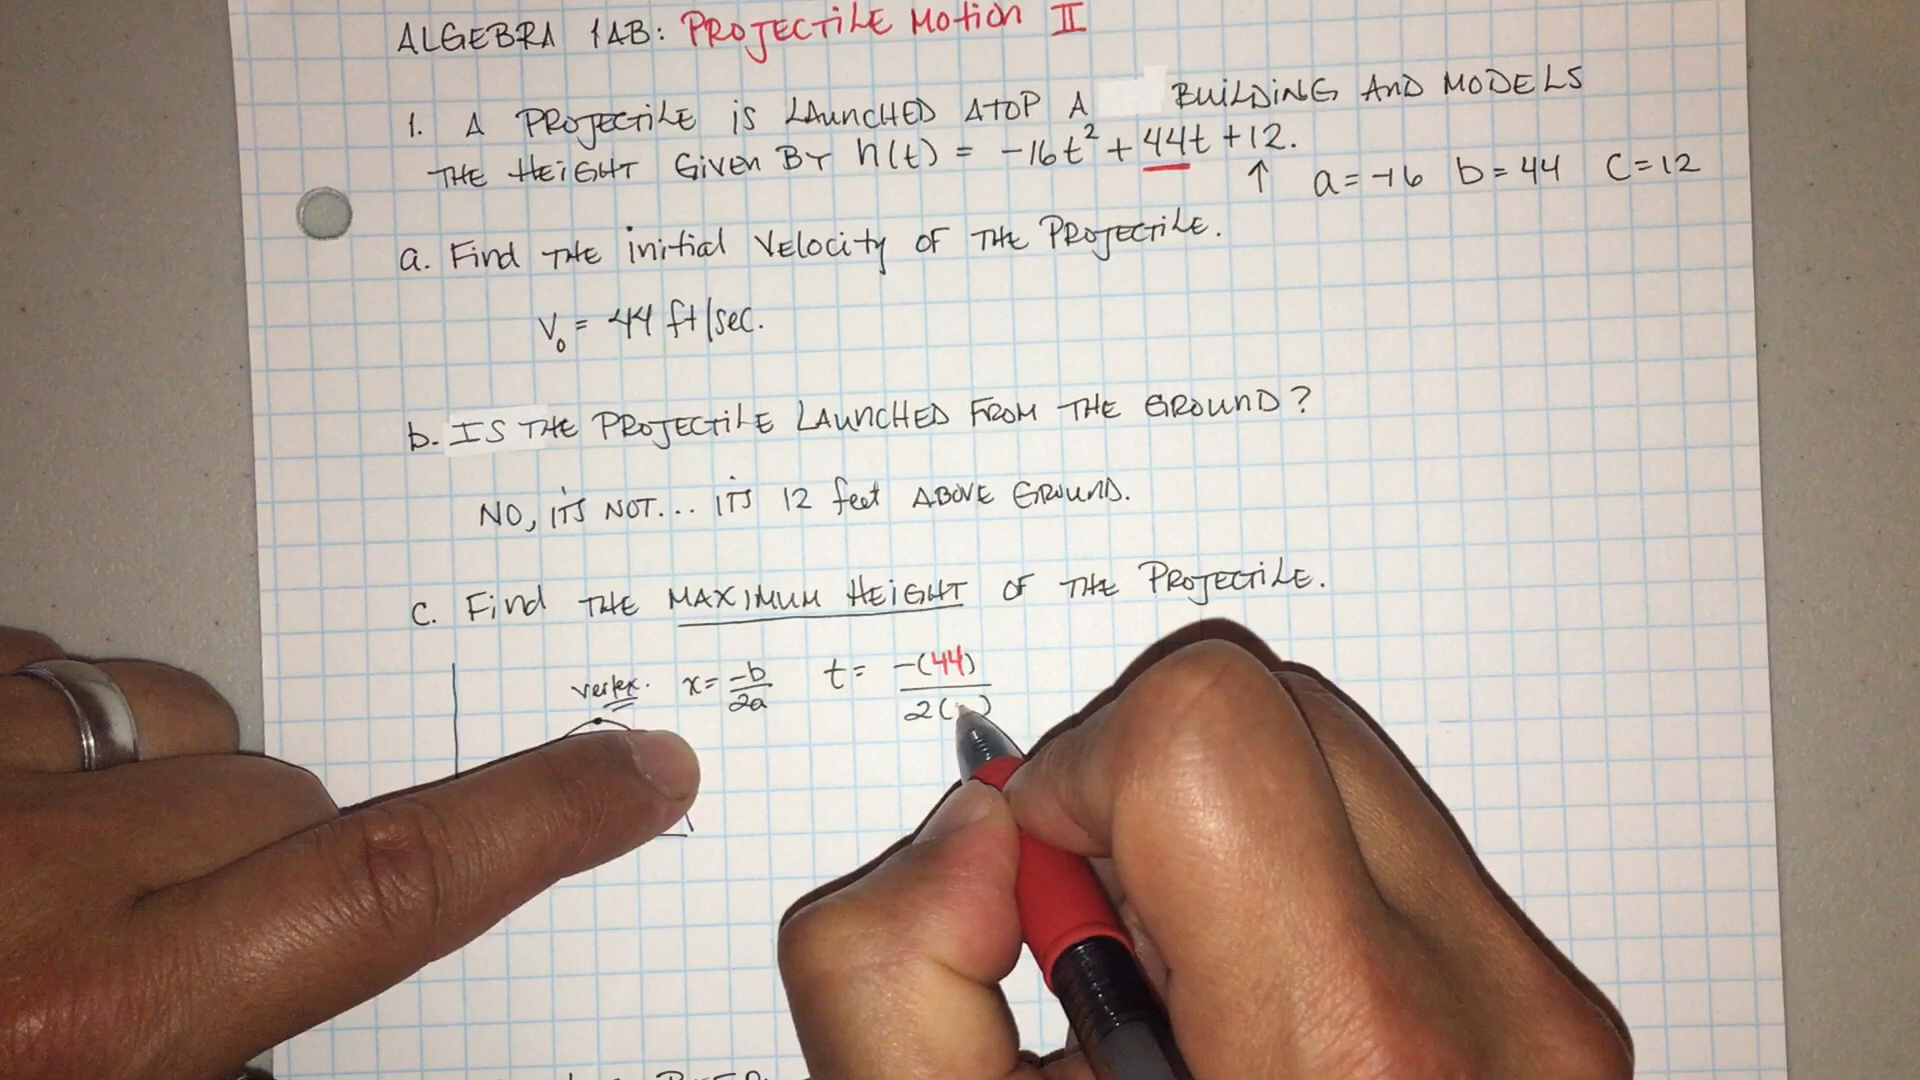 ALGEBRA 1AB: PROJECTILE MOTION II
1. A PROJECTILE IS LAUNCHED ATOP A BUILDING AND MODELS
THE HEIGHT GIVEN BY h(t) = -16t² + 44t + 12.
↑ a = -16 b = 44 c = 12
a. Find THE initial Velocity OF THE PROJECTILE.
V₀ = 44 ft/sec.
b. IS THE PROJECTILE LAUNCHED FROM THE GROUND?
NO, IT'S NOT... IT'S 12 feet ABOVE GROUND.
c. Find THE MAXIMUM HEIGHT OF THE PROJECTILE.
vertex. x = -b/2a t = -(44)/2( )